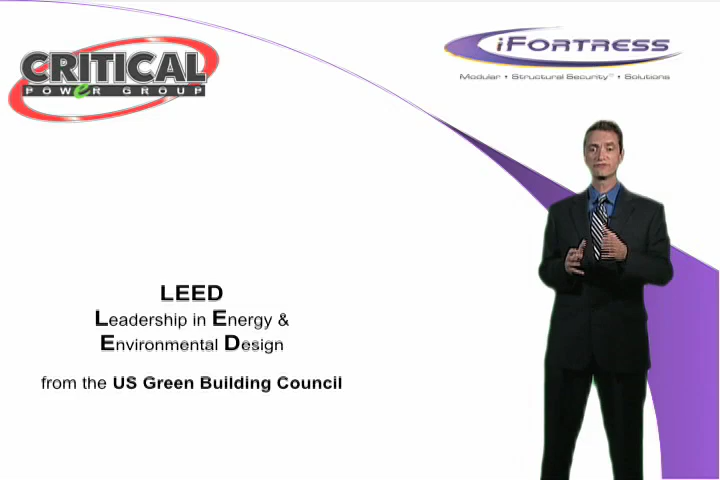 CRITICAL
POWeR GROUP
iFORTRESS
Modular • Structural Security™ • Solutions
LEED
Leadership in Energy &
Environmental Design
from the US Green Building Council